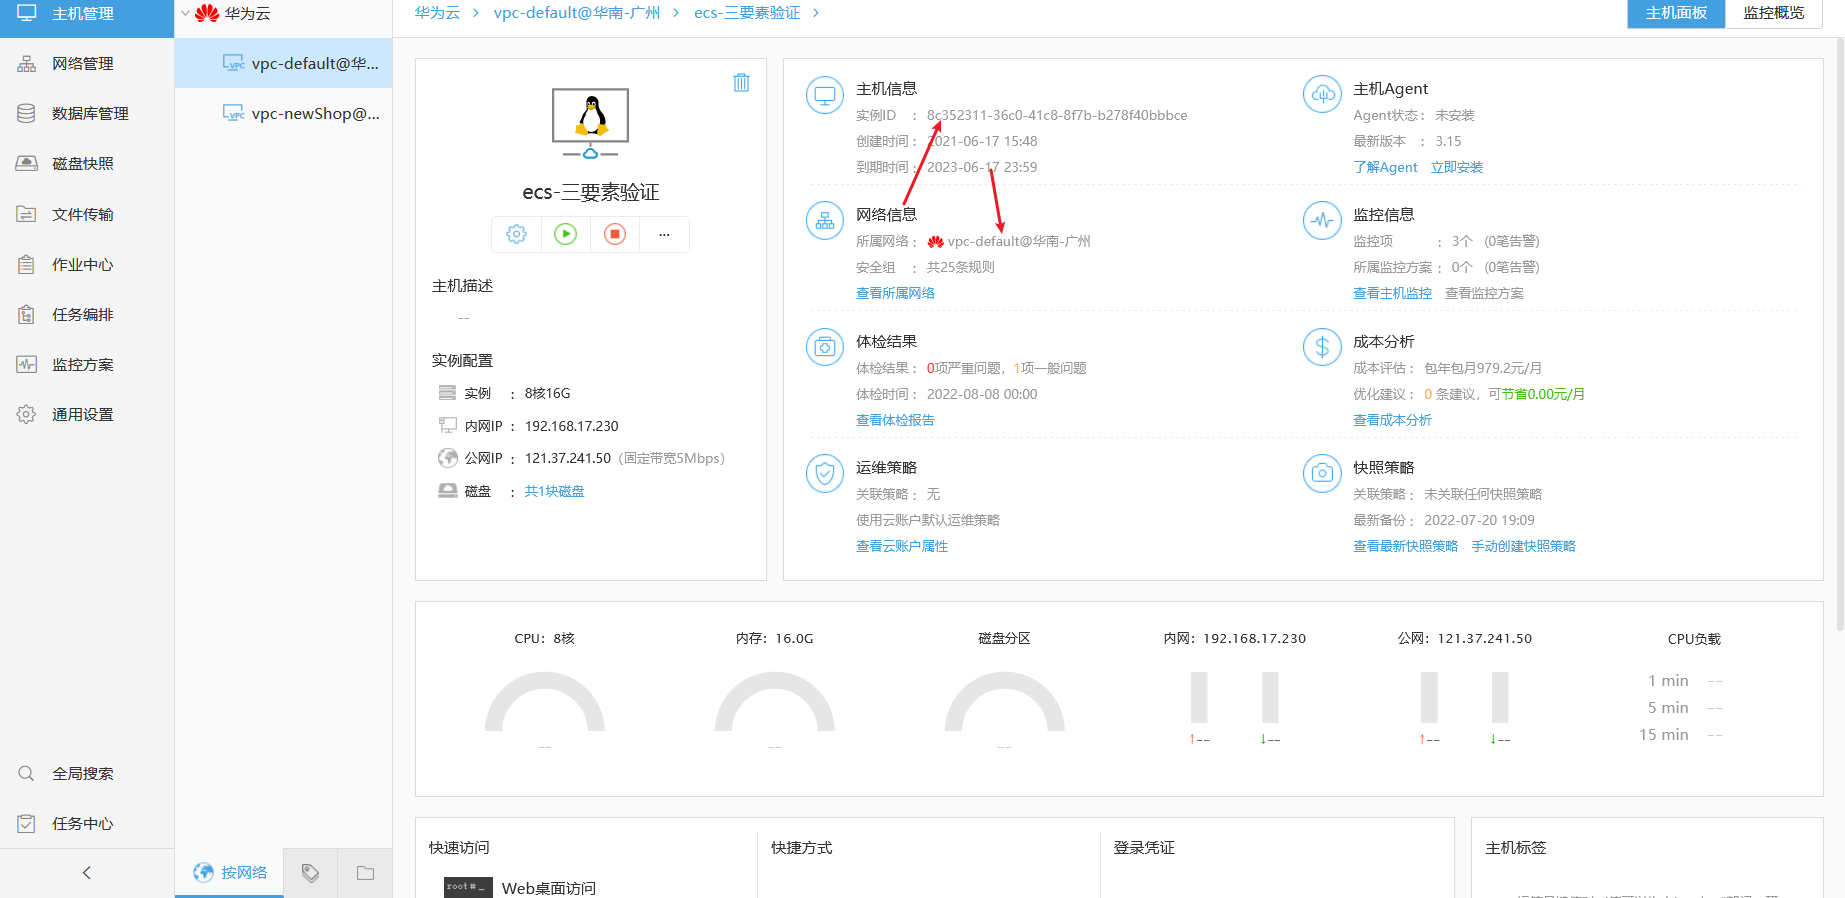 主机管理
网络管理
数据库管理
磁盘快照
文件传输
作业中心
任务编排
监控方案
通用设置
全局搜索
任务中心
华为云
vpc-default@华...
vpc-newShop@...
按网络
华为云 > vpc-default@华南-广州 > ecs-三要素验证 >
主机面板 监控概览
ecs-三要素验证
...
主机描述
--
实例配置
实例 : 8核16G
内网IP : 192.168.17.230
公网IP : 121.37.241.50 (固定带宽5Mbps)
磁盘 : 共1块磁盘
主机信息
实例ID : 8c352311-36c0-41c8-8f7b-b278f40bbbce
创建时间 : 2021-06-17 15:48
到期时间 : 2023-06-17 23:59
主机Agent
Agent状态 : 未安装
最新版本 : 3.15
了解Agent 立即安装
网络信息
所属网络 : vpc-default@华南-广州
安全组 : 共25条规则
查看所属网络
监控信息
监控项 : 3个 (0笔告警)
所属监控方案 : 0个 (0笔告警)
查看主机监控 查看监控方案
体检结果
体检结果 : 0项严重问题, 1项一般问题
体检时间 : 2022-08-08 00:00
查看体检报告
成本分析
成本评估 : 包年包月979.2元/月
优化建议 : 0 条建议, 可节省0.00元/月
查看成本分析
运维策略
关联策略 : 无
使用云账户默认运维策略
查看云账户属性
快照策略
关联策略 : 未关联任何快照策略
最新备份 : 2022-07-20 19:09
查看最新快照策略 手动创建快照策略
CPU: 8核
--
内存: 16.0G
--
磁盘分区
--
内网: 192.168.17.230
↑-- ↓--
公网: 121.37.241.50
↑-- ↓--
CPU负载
1 min --
5 min --
15 min --
快速访问
root#_ Web桌面访问
快捷方式
登录凭证
主机标签